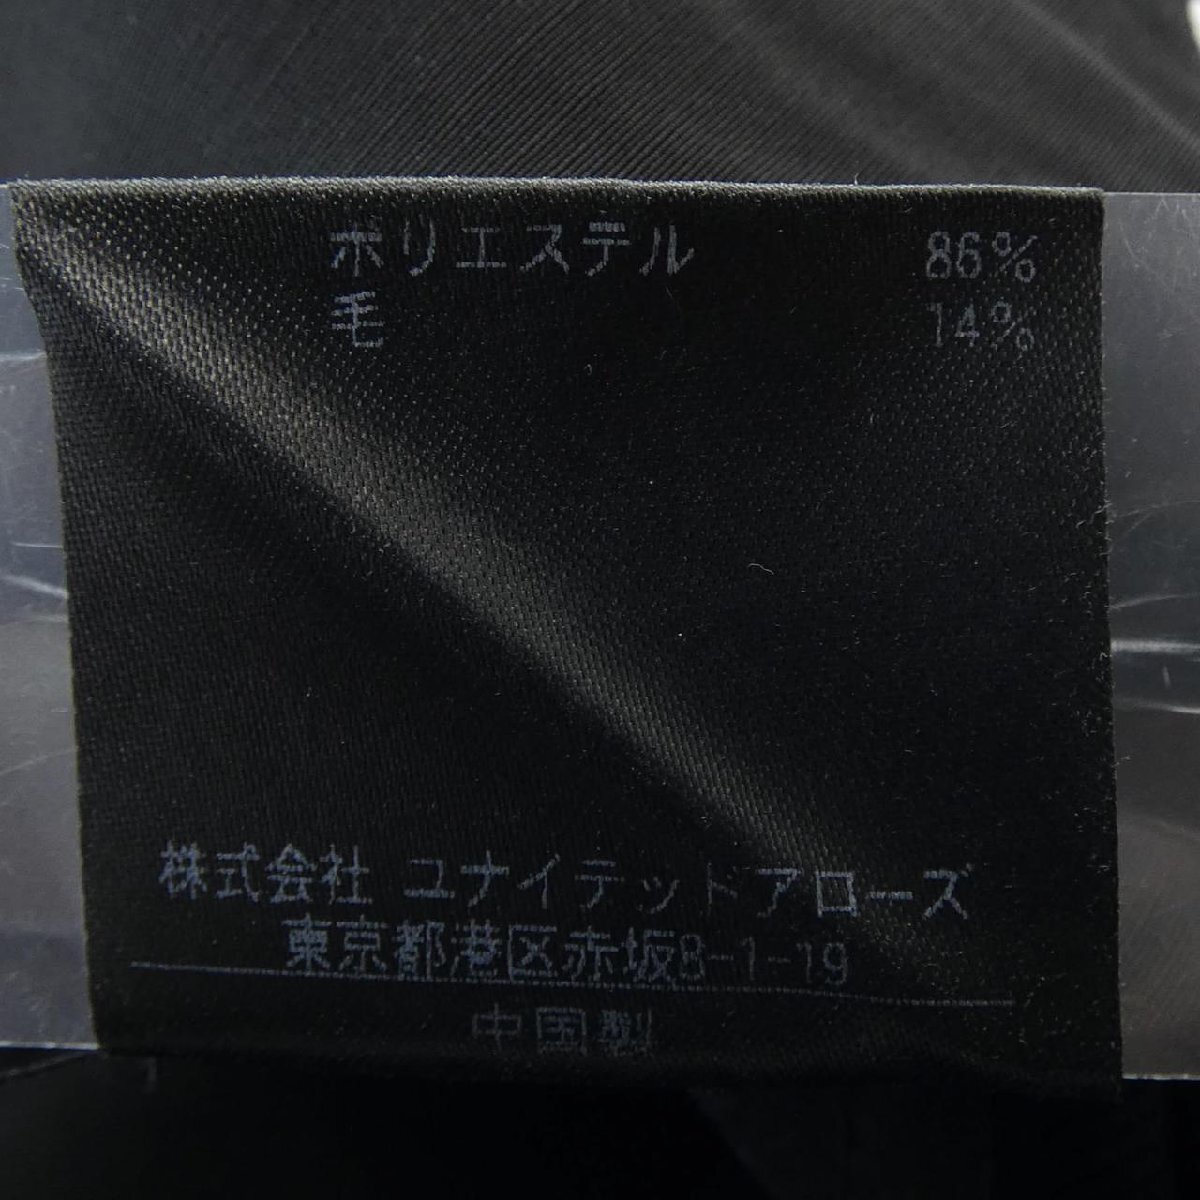 ポリエステル 86%
毛 14%
株式会社 ユナイテッドアローズ
東京都港区赤坂8-1-19
中国製